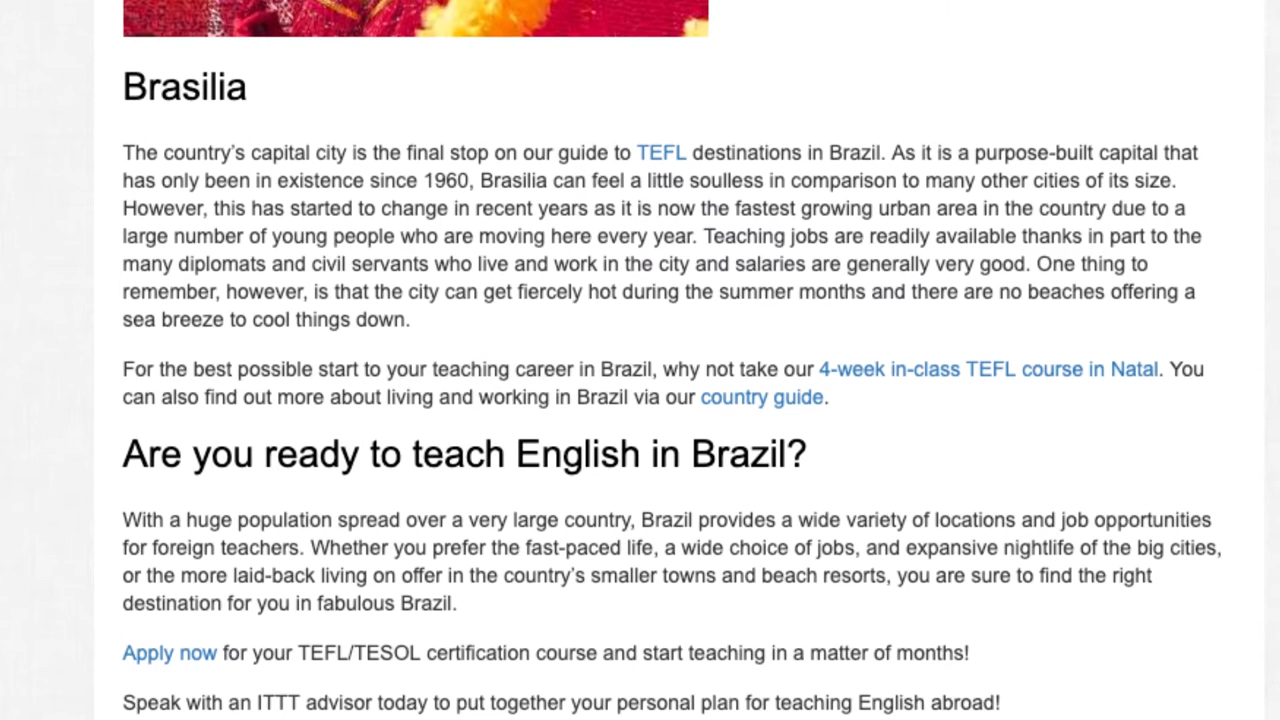 Brasilia
The country’s capital city is the final stop on our guide to TEFL destinations in Brazil. As it is a purpose-built capital that
has only been in existence since 1960, Brasilia can feel a little soulless in comparison to many other cities of its size.
However, this has started to change in recent years as it is now the fastest growing urban area in the country due to a
large number of young people who are moving here every year. Teaching jobs are readily available thanks in part to the
many diplomats and civil servants who live and work in the city and salaries are generally very good. One thing to
remember, however, is that the city can get fiercely hot during the summer months and there are no beaches offering a
sea breeze to cool things down.
For the best possible start to your teaching career in Brazil, why not take our 4-week in-class TEFL course in Natal. You
can also find out more about living and working in Brazil via our country guide.
Are you ready to teach English in Brazil?
With a huge population spread over a very large country, Brazil provides a wide variety of locations and job opportunities
for foreign teachers. Whether you prefer the fast-paced life, a wide choice of jobs, and expansive nightlife of the big cities,
or the more laid-back living on offer in the country’s smaller towns and beach resorts, you are sure to find the right
destination for you in fabulous Brazil.
Apply now for your TEFL/TESOL certification course and start teaching in a matter of months!
Speak with an ITTT advisor today to put together your personal plan for teaching English abroad!